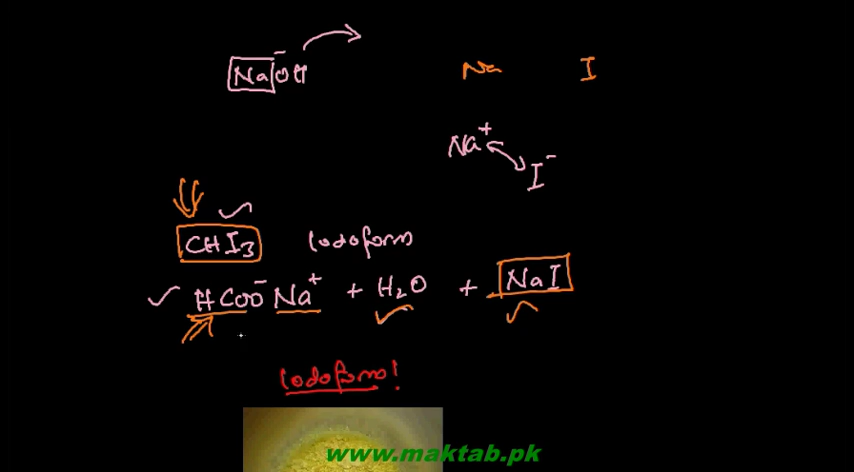 NaOH⁻ Na I
Na⁺ I⁻
CHI₃ Iodoform
HCOO⁻Na⁺ + H₂O + NaI
Iodoform!
www.maktab.pk